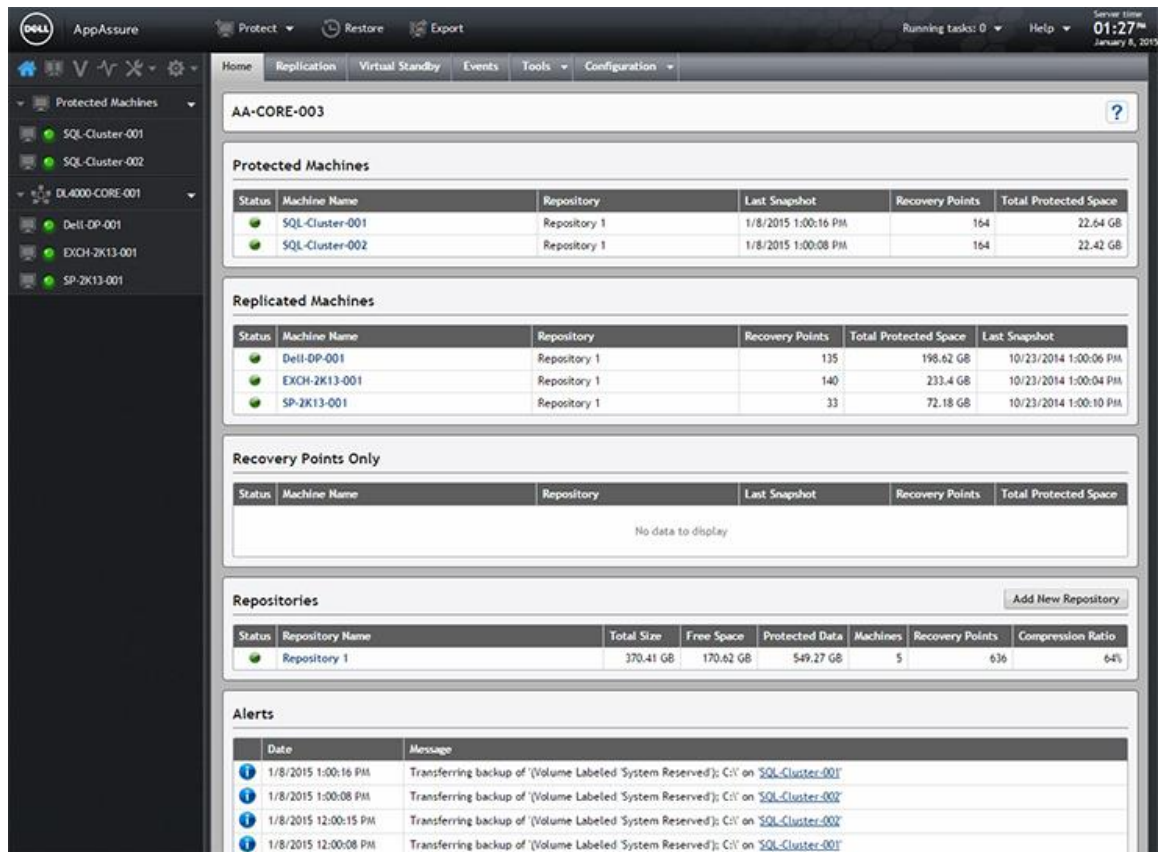 DELL AppAssure Protect Restore Export Running tasks: 0 Help Server time
01:27 PM
January 8, 2015
Home Replication Virtual Standby Events Tools Configuration
Protected Machines
SQL-Cluster-001
SQL-Cluster-002
DL4000-CORE-001
Dell-DP-001
EXCH-2K13-001
SP-2K13-001
AA-CORE-003 ?
Protected Machines
Status Machine Name Repository Last Snapshot Recovery Points Total Protected Space
SQL-Cluster-001 Repository 1 1/8/2015 1:00:16 PM 164 22.64 GB
SQL-Cluster-002 Repository 1 1/8/2015 1:00:08 PM 164 22.42 GB
Replicated Machines
Status Machine Name Repository Recovery Points Total Protected Space Last Snapshot
Dell-DP-001 Repository 1 135 198.62 GB 10/23/2014 1:00:06 PM
EXCH-2K13-001 Repository 1 140 233.4 GB 10/23/2014 1:00:04 PM
SP-2K13-001 Repository 1 33 72.18 GB 10/23/2014 1:00:10 PM
Recovery Points Only
Status Machine Name Repository Last Snapshot Recovery Points Total Protected Space
No data to display
Repositories Add New Repository
Status Repository Name Total Size Free Space Protected Data Machines Recovery Points Compression Ratio
Repository 1 370.41 GB 170.62 GB 549.27 GB 5 636 64%
Alerts
Date Message
1/8/2015 1:00:16 PM Transferring backup of '(Volume Labeled 'System Reserved'); C:\' on 'SQL-Cluster-001'
1/8/2015 1:00:08 PM Transferring backup of '(Volume Labeled 'System Reserved'); C:\' on 'SQL-Cluster-002'
1/8/2015 12:00:15 PM Transferring backup of '(Volume Labeled 'System Reserved'); C:\' on 'SQL-Cluster-002'
1/8/2015 12:00:08 PM Transferring backup of '(Volume Labeled 'System Reserved'); C:\' on 'SQL-Cluster-001'